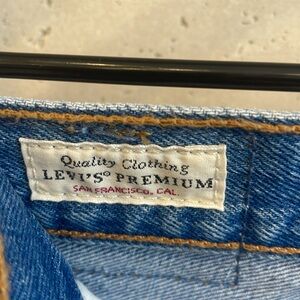 Quality Clothing
LEVI'S® PREMIUM
SAN FRANCISCO, CAL.